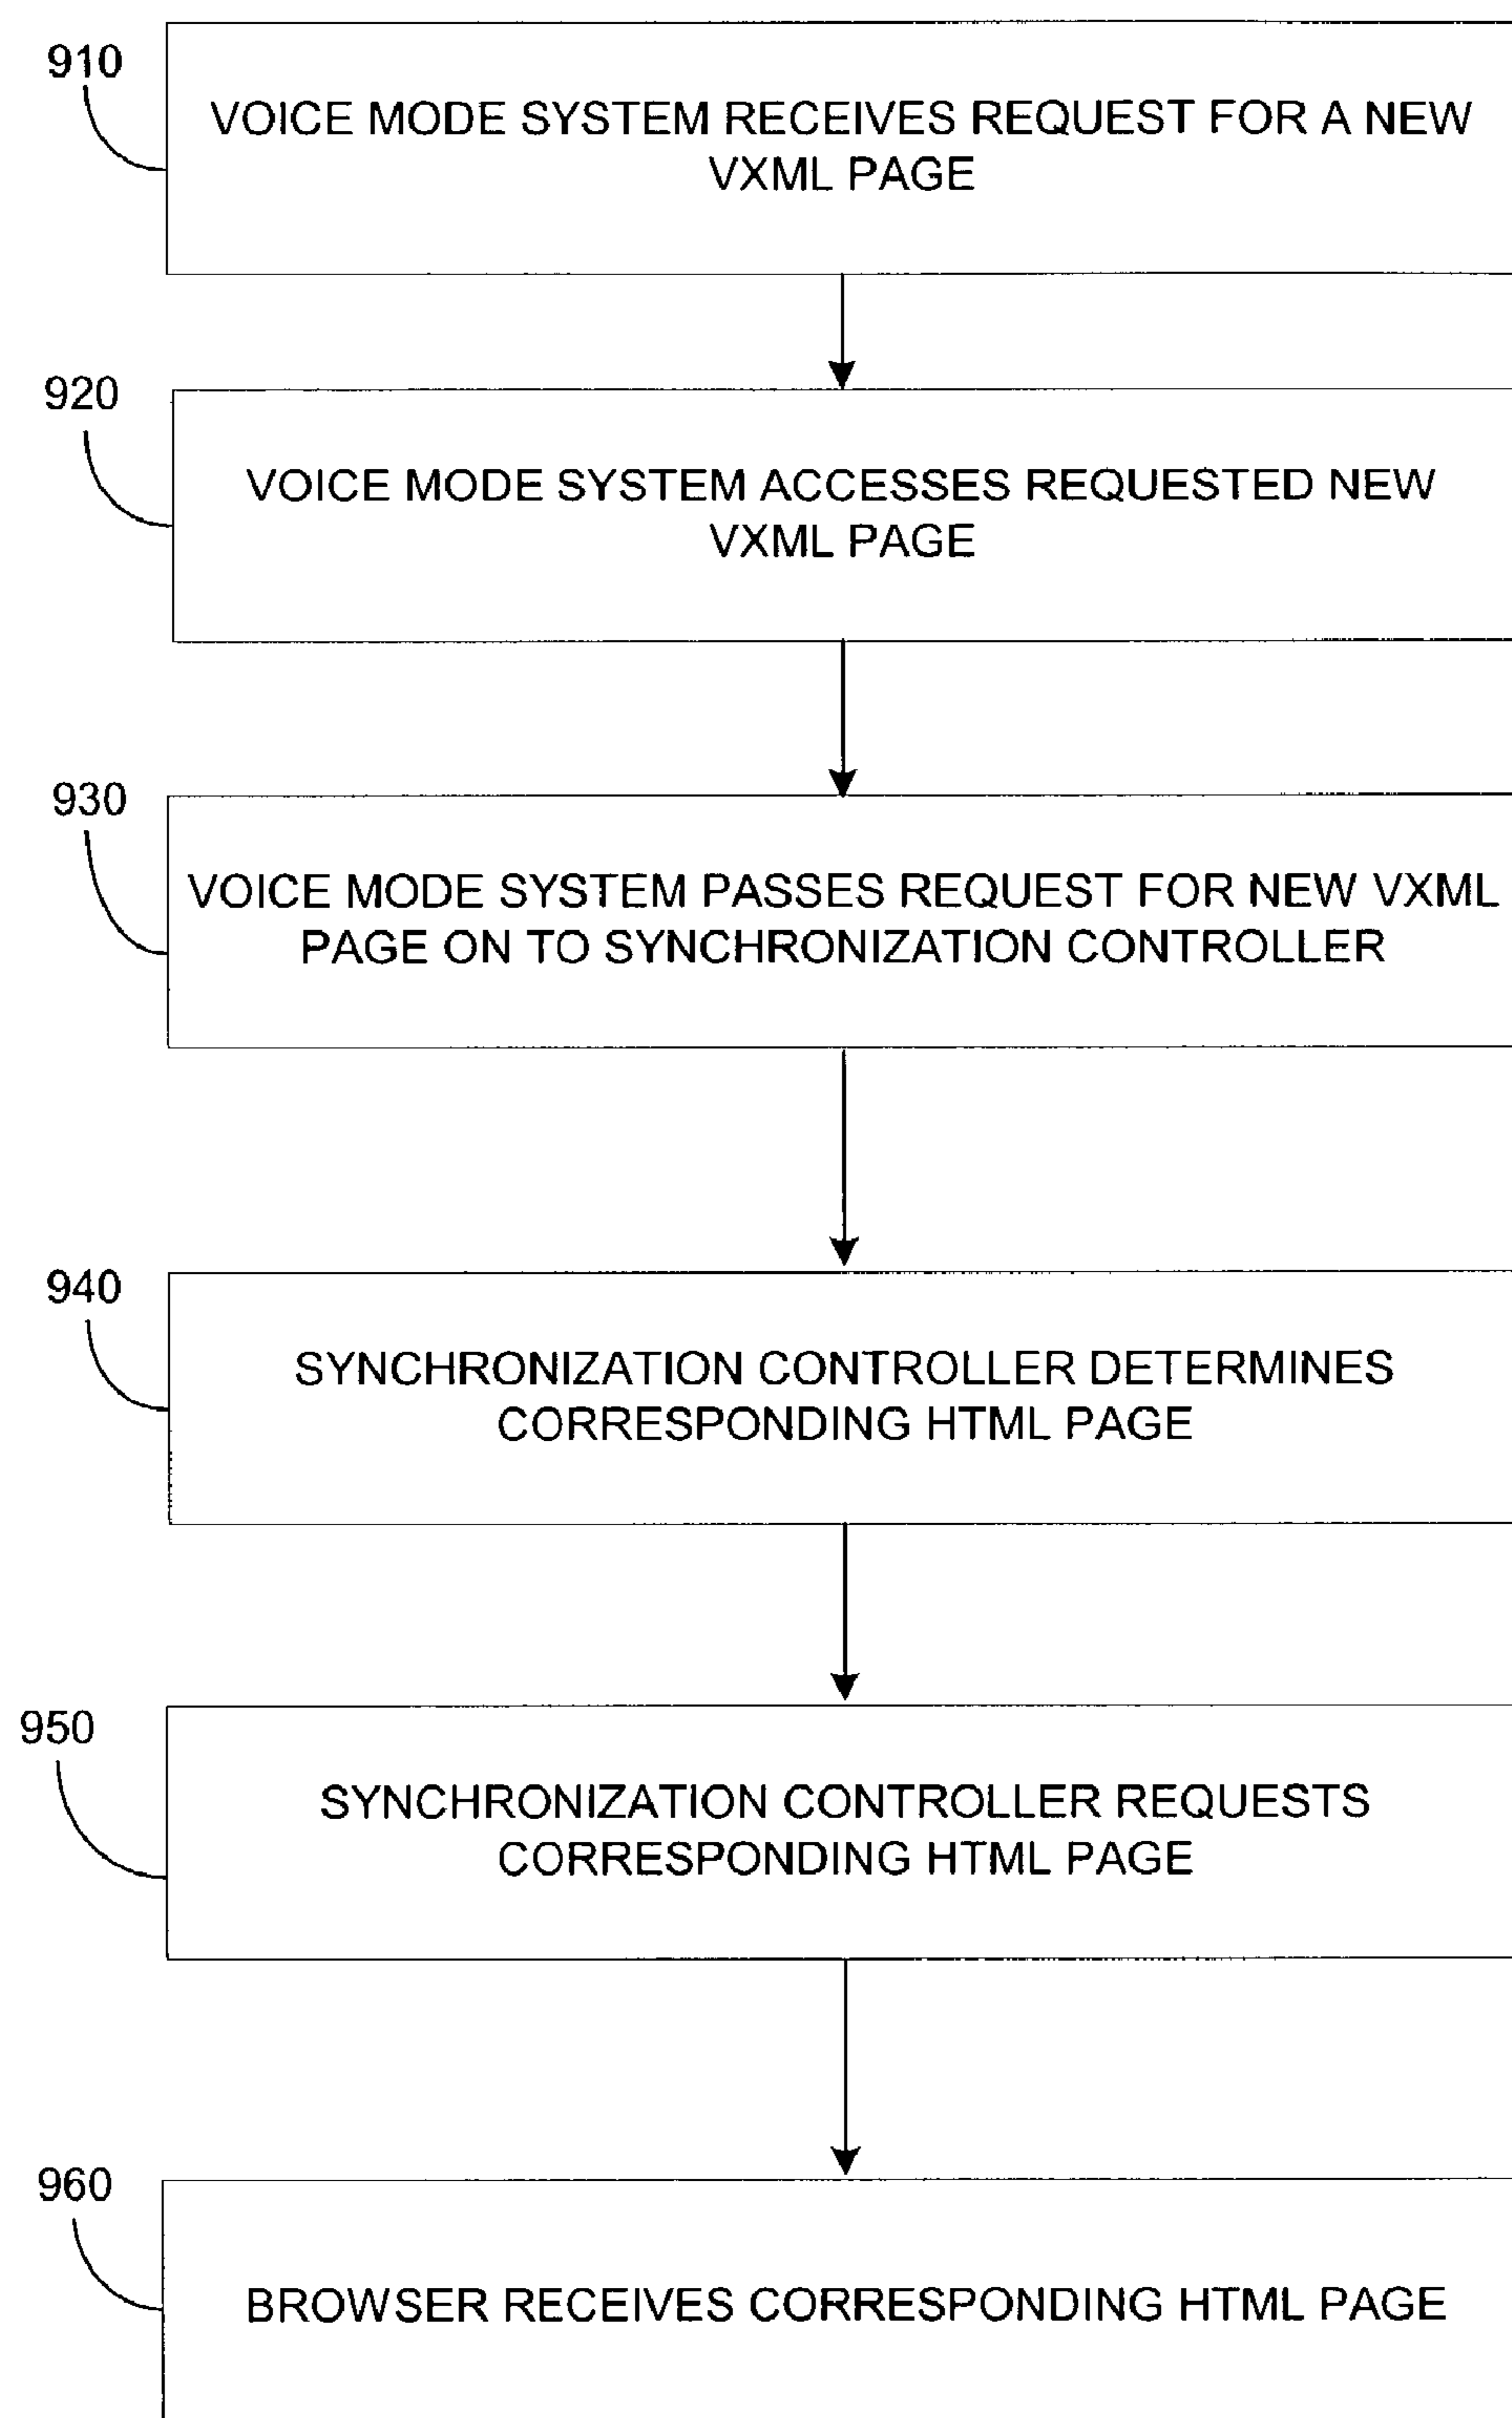 910
VOICE MODE SYSTEM RECEIVES REQUEST FOR A NEW
VXML PAGE
920
VOICE MODE SYSTEM ACCESSES REQUESTED NEW
VXML PAGE
930
VOICE MODE SYSTEM PASSES REQUEST FOR NEW VXML
PAGE ON TO SYNCHRONIZATION CONTROLLER
940
SYNCHRONIZATION CONTROLLER DETERMINES
CORRESPONDING HTML PAGE
950
SYNCHRONIZATION CONTROLLER REQUESTS
CORRESPONDING HTML PAGE
960
BROWSER RECEIVES CORRESPONDING HTML PAGE